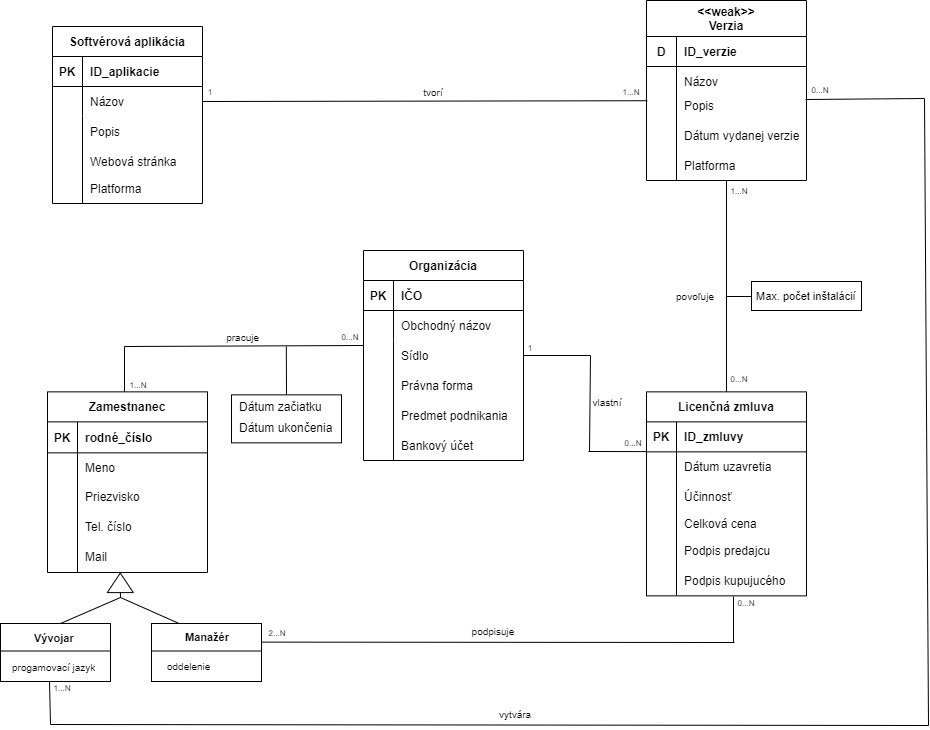 Softvérová aplikácia
PK ID_aplikacie
Názov
Popis
Webová stránka
Platforma
1
tvorí
1...N
<<weak>>
Verzia
D ID_verzie
Názov
Popis
Dátum vydanej verzie
Platforma
0...N
1...N
povoľuje
Max. počet inštalácií
0...N
Organizácia
PK IČO
Obchodný názov
Sídlo
Právna forma
Predmet podnikania
Bankový účet
pracuje
0...N
1...N
Dátum začiatku
Dátum ukončenia
1
vlastní
0...N
Zamestnanec
PK rodné_číslo
Meno
Priezvisko
Tel. číslo
Mail
Licenčná zmluva
PK ID_zmluvy
Dátum uzavretia
Účinnosť
Celková cena
Podpis predajcu
Podpis kupujucého
0...N
Vývojar
progamovací jazyk
1...N
Manažér
oddelenie
2...N
podpisuje
vytvára